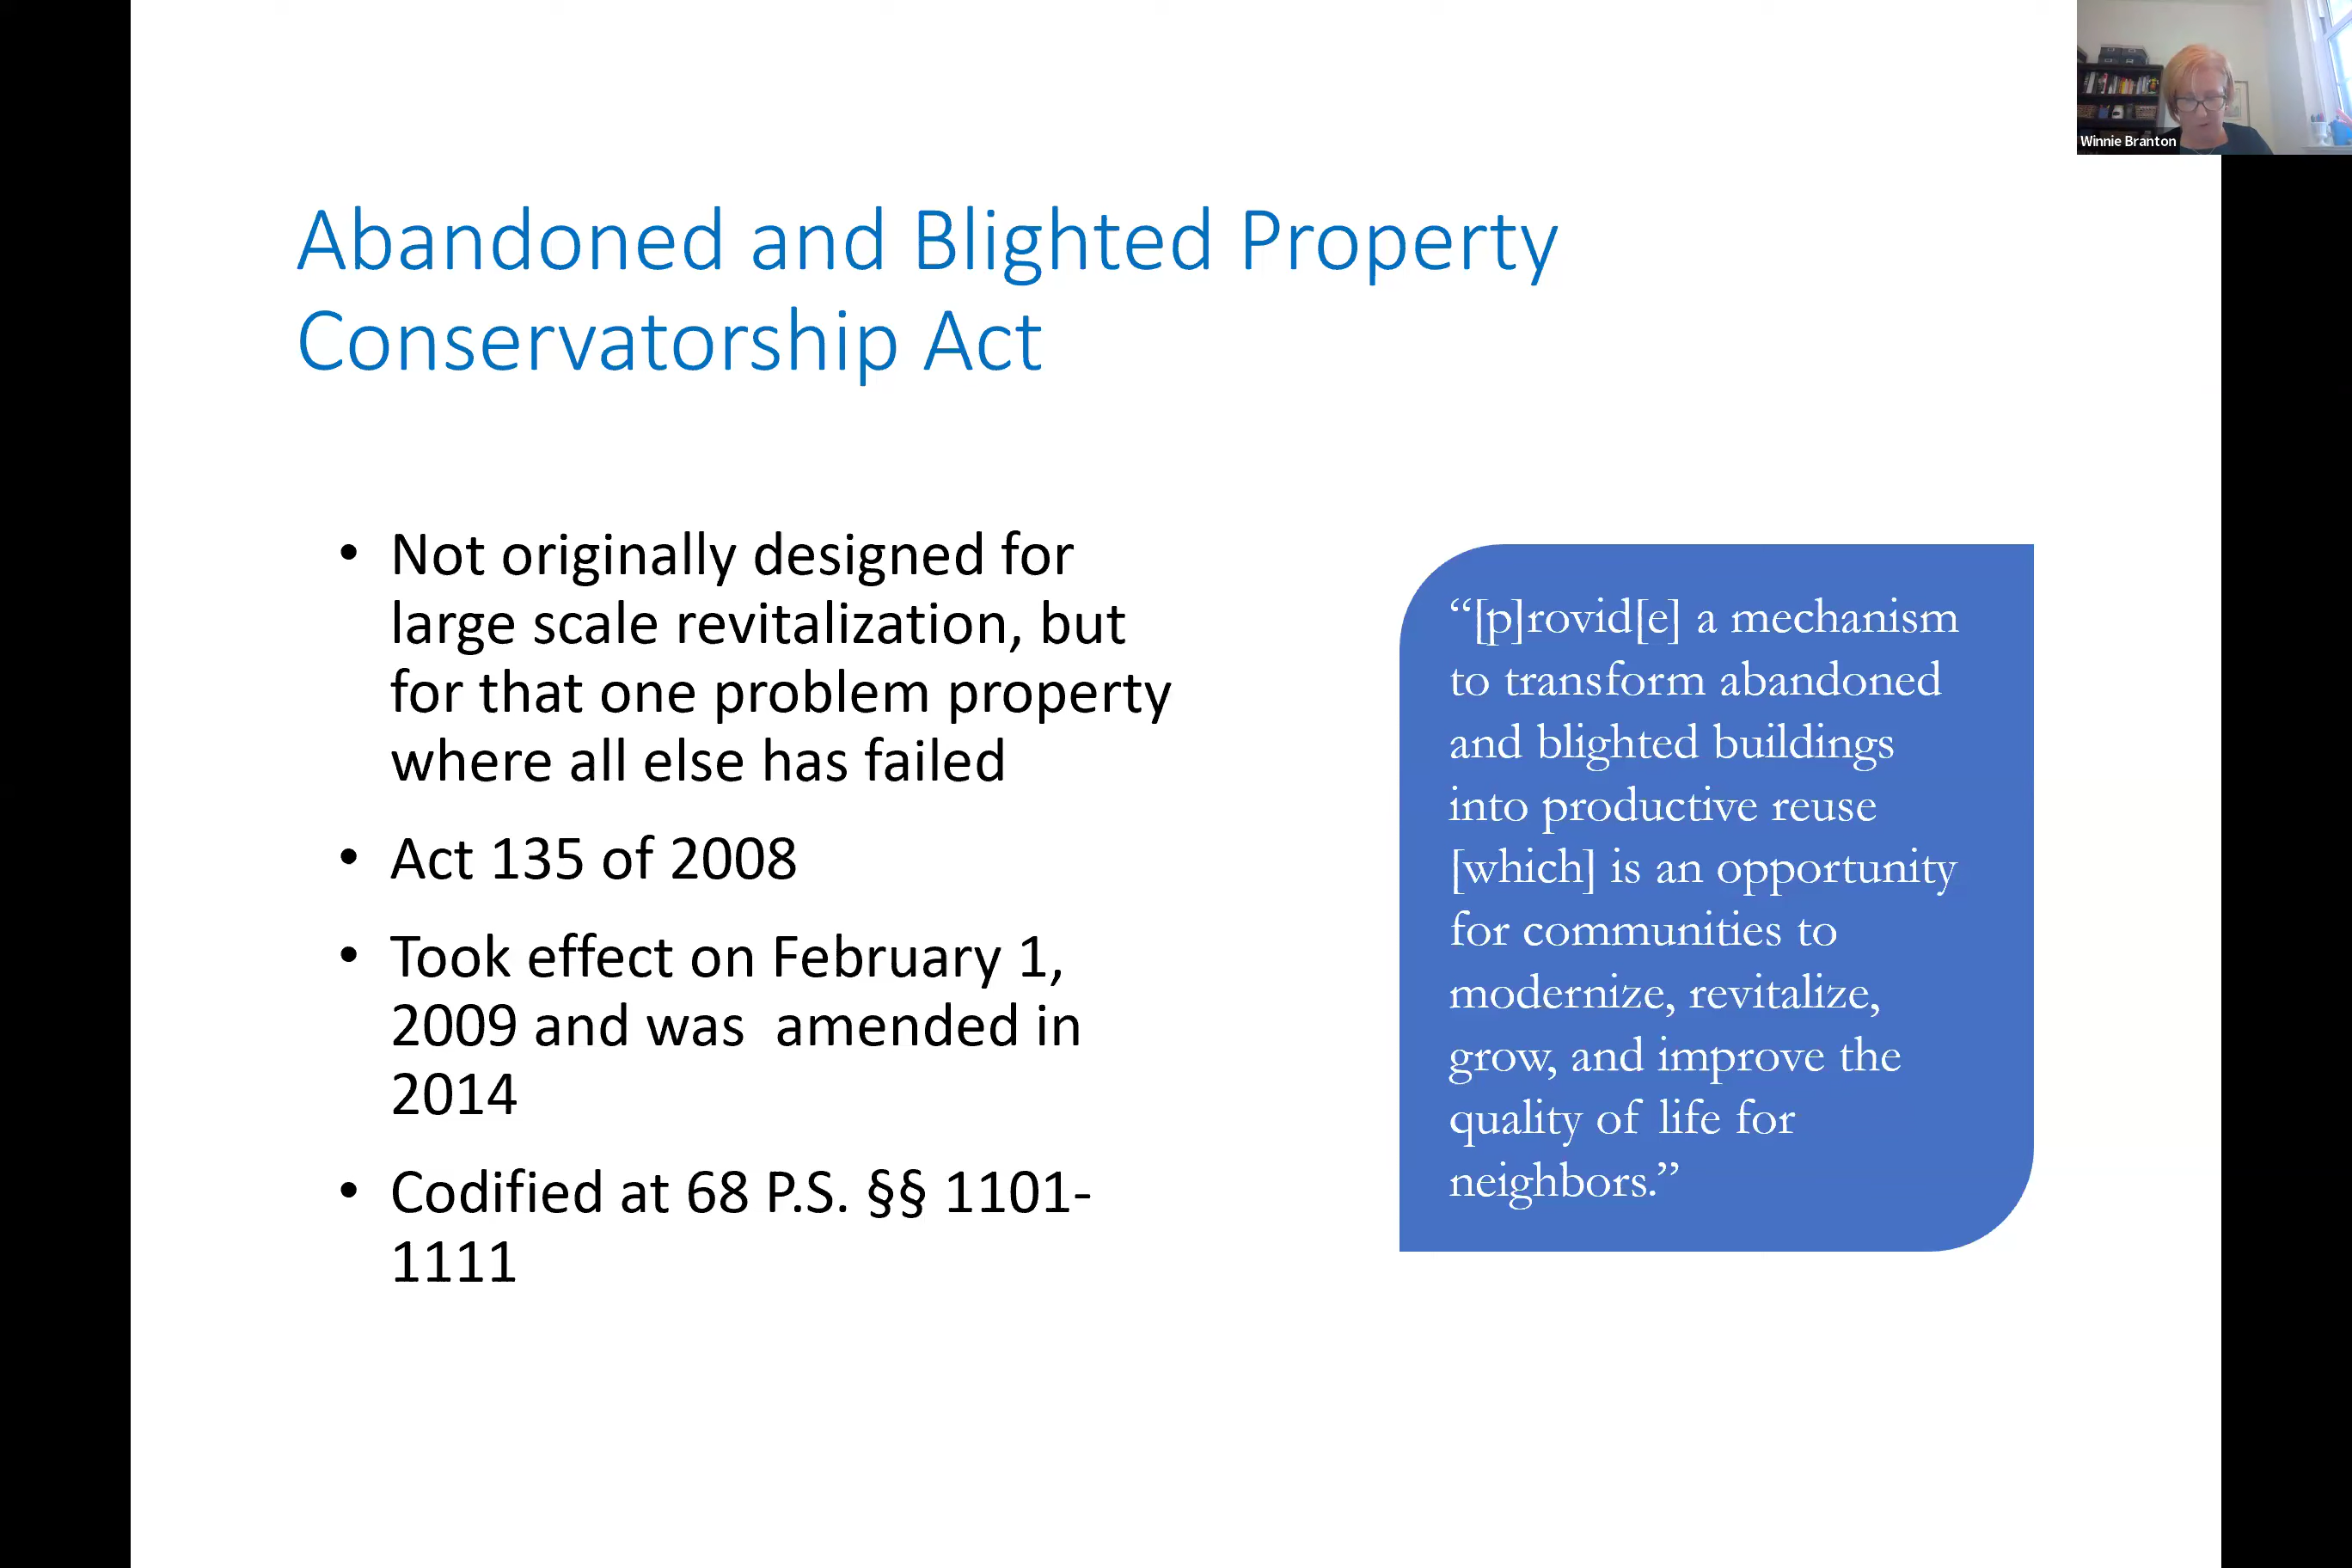 Winnie Branton
Abandoned and Blighted Property
Conservatorship Act
• Not originally designed for
large scale revitalization, but
for that one problem property
where all else has failed
• Act 135 of 2008
• Took effect on February 1,
2009 and was  amended in
2014
• Codified at 68 P.S. §§ 1101-
1111
“[p]rovid[e] a mechanism
to transform abandoned
and blighted buildings
into productive reuse
[which] is an opportunity
for communities to
modernize, revitalize,
grow, and improve the
quality of life for
neighbors.”